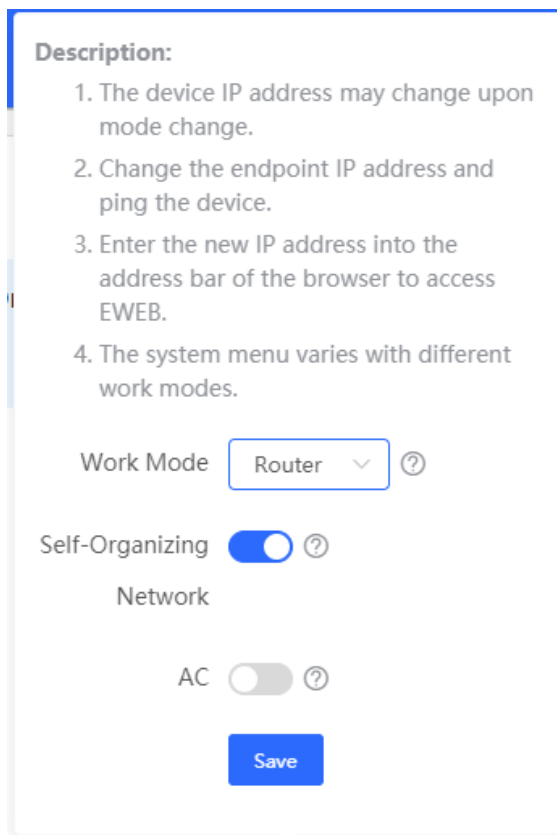 Description:
1. The device IP address may change upon
mode change.
2. Change the endpoint IP address and
ping the device.
3. Enter the new IP address into the
address bar of the browser to access
EWEB.
4. The system menu varies with different
work modes.
Work Mode Router ?
Self-Organizing ?
Network
AC ?
Save